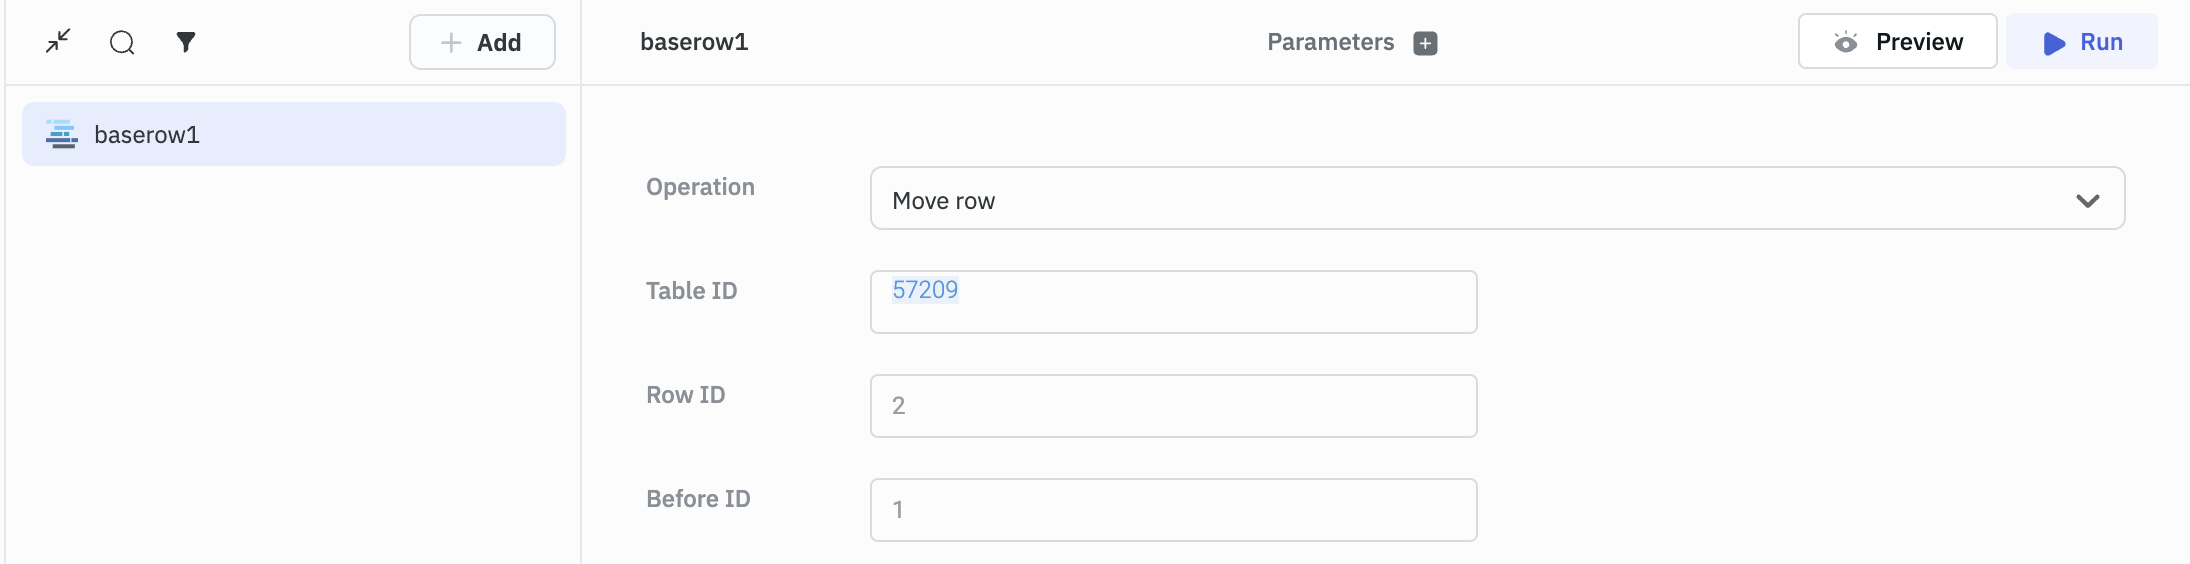 Add
baserow1
Parameters
Preview
Run
baserow1
Operation
Move row
Table ID
57209
Row ID
2
Before ID
1